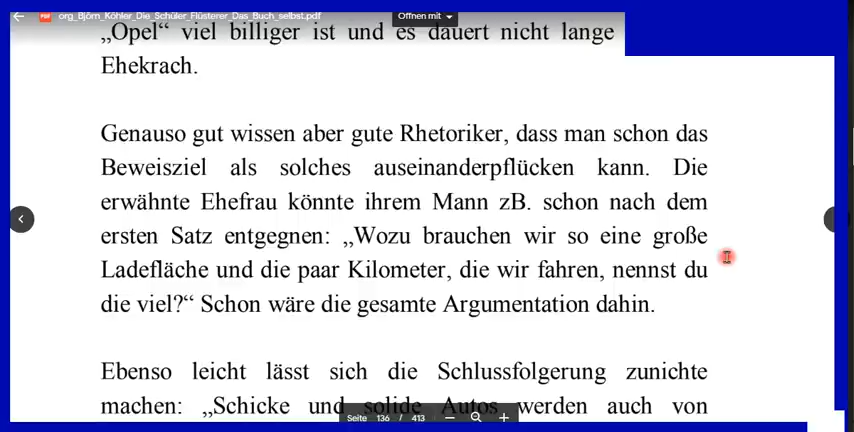 org_Björn_Köhler_Die_Schüler_Flüsterer_Das_Buch_selbst.pdf
Öffnen mit
„Opel“ viel billiger ist und es dauert nicht lange
Ehekrach.
Genauso gut wissen aber gute Rhetoriker, dass man schon das
Beweisziel als solches auseinanderpflücken kann. Die
erwähnte Ehefrau könnte ihrem Mann zB. schon nach dem
ersten Satz entgegnen: „Wozu brauchen wir so eine große
Ladefläche und die paar Kilometer, die wir fahren, nennst du
die viel?“ Schon wäre die gesamte Argumentation dahin.
Ebenso leicht lässt sich die Schlussfolgerung zunichte
machen: „Schicke und solide Autos werden auch von
Seite 136 / 413